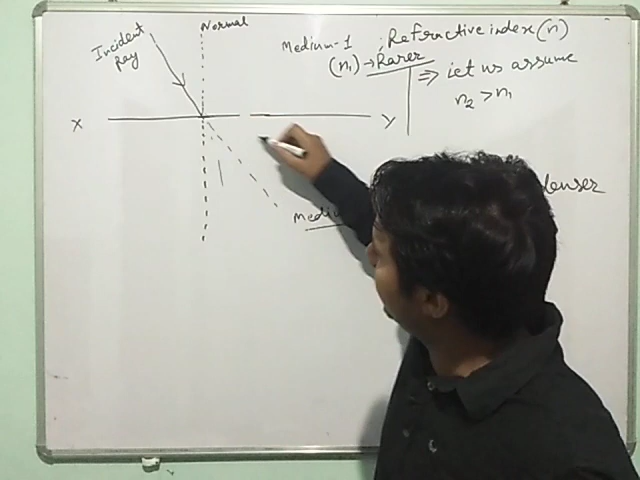 Incident
Ray
Normal
Medium-1 ; Refractive index (n)
(n₁) → Rarer
⇒ let us assume
n₂ > n₁
X
Y
denser